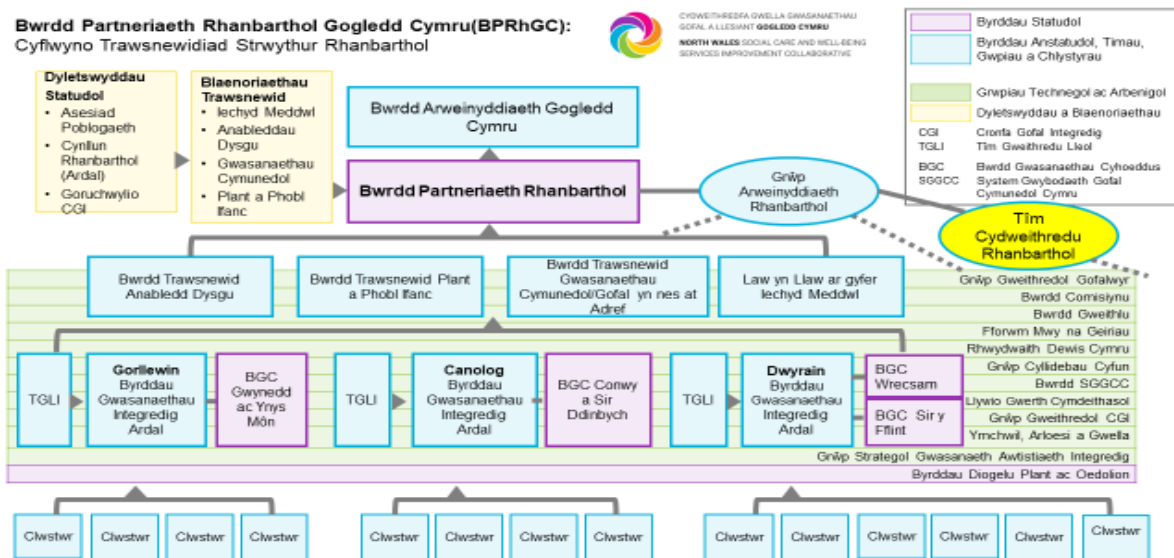 Bwrdd Partneriaeth Rhanbarthol Gogledd Cymru(BPRhGC):
Cyflwyno Trawsnewidiad Strwythur Rhanbarthol
CYDWEITHREDFA GWELLA GWASANAETHAU
GOFAL A LLESIANT GOGLEDD CYMRU
NORTH WALES SOCIAL CARE AND WELL-BEING
SERVICES IMPROVEMENT COLLABORATIVE
Byrddau Statudol
Byrddau Anstatudol, Timau,
Gwpiau a Chlystyrau
Grwpiau Technegol ac Arbenigol
Dyletswyddau a Blaenoriaethau
CGI Cronfa Gofal Integredig
TGLI Tîm Gweithredu Lleol
BGC Bwrdd Gwasanaethau Cyhoeddus
SGGCC System Gwybodaeth Gofal
Cymunedol Cymru
Dyletswyddau
Statudol
• Asesiad
Poblogaeth
• Cynllun
Rhanbarthol
(Ardal)
• Goruchwylio
CGI
Blaenoriaethau
Trawsnewid
• Iechyd Meddwl
• Anableddau
Dysgu
• Gwasanaethau
Cymunedol
• Plant a Phobl
Ifanc
Bwrdd Arweinyddiaeth Gogledd
Cymru
Bwrdd Partneriaeth Rhanbarthol
Grŵp
Arweinyddiaeth
Rhanbarthol
Tîm
Cydweithredu
Rhanbarthol
Bwrdd Trawsnewid
Anabledd Dysgu
Bwrdd Trawsnewid Plant
a Phobl Ifanc
Bwrdd Trawsnewid
Gwasanaethau
Cymunedol/Gofal yn nes at
Adref
Law yn Llaw ar gyfer
Iechyd Meddwl
Grŵp Gweithredol Gofalwyr
Bwrdd Comisiynu
Bwrdd Gweithlu
Fforwm Mwy na Geiriau
Rhwydwaith Dewis Cymru
Grŵp Cyllidebau Cyfun
Bwrdd SGGCC
Llywio Gwerth Cymdeithasol
Grŵp Gweithredol CGI
Ymchwil, Arloesi a Gwella
Grŵp Strategol Gwasanaeth Awtistiaeth Integredig
Byrddau Diogelu Plant ac Oedolion
TGLI
Gorllewin
Byrddau
Gwasanaethau
Integredig
Ardal
BGC
Gwynedd
ac Ynys
Môn
TGLI
Canolog
Byrddau
Gwasanaethau
Integredig
Ardal
BGC Conwy
a Sir
Ddinbych
TGLI
Dwyrain
Byrddau
Gwasanaethau
Integredig
Ardal
BGC
Wrecsam
BGC Sir y
Fflint
Clwstwr
Clwstwr
Clwstwr
Clwstwr
Clwstwr
Clwstwr
Clwstwr
Clwstwr
Clwstwr
Clwstwr
Clwstwr
Clwstwr
Clwstwr
Clwstwr